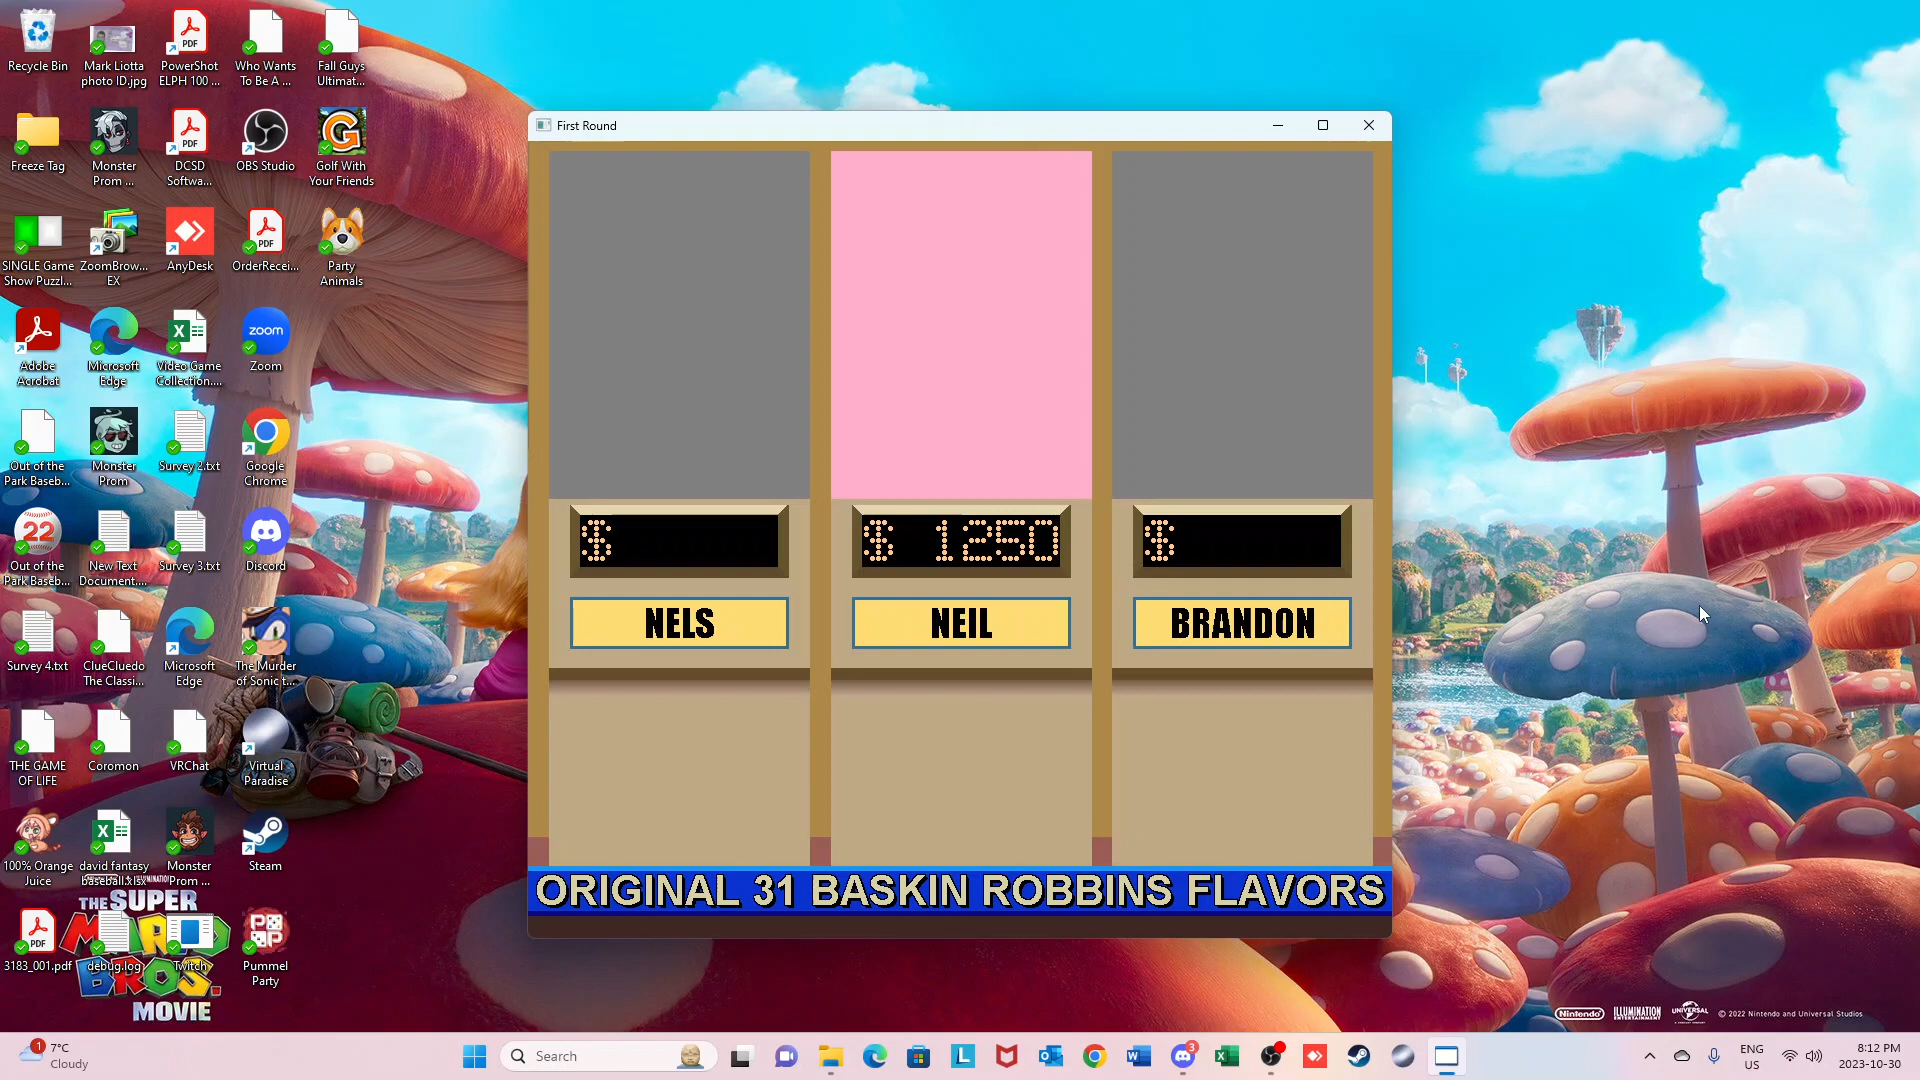 Recycle Bin
Mark Liotta
photo ID.jpg
PowerShot
ELPH 100 ...
Who Wants
To Be A ...
Fall Guys
Ultimat...
Freeze Tag
Monster
Prom ...
DCSD
Softwa...
OBS Studio
Golf With
Your Friends
SINGLE Game
Show Puzzl...
ZoomBrow...
EX
AnyDesk
OrderRecei...
Party
Animals
Adobe
Acrobat
Microsoft
Edge
Video Game
Collection....
zoom
Zoom
Out of the
Park Baseb...
Monster
Prom
Survey 2.txt
Google
Chrome
22
Out of the
Park Baseb...
New Text
Document....
Survey 3.txt
Discord
Survey 4.txt
ClueCluedo
The Classi...
Microsoft
Edge
The Murder
of Sonic t...
THE GAME
OF LIFE
Coromon
VRChat
Virtual
Paradise
100% Orange
Juice
david fantasy
baseball.xlsx
Monster
Prom ...
Steam
3183_001.pdf
debug.log
Twitch
Pummel
Party
THE SUPER
MARIO
BROS.
MOVIE
First Round
$
$ 1250
$
NELS
NEIL
BRANDON
ORIGINAL 31 BASKIN ROBBINS FLAVORS
Nintendo
ILLUMINATION
UNIVERSAL
© 2022 Nintendo and Universal Studios
1
7°C
Cloudy
Search
3
ENG
US
8:12 PM
2023-10-30